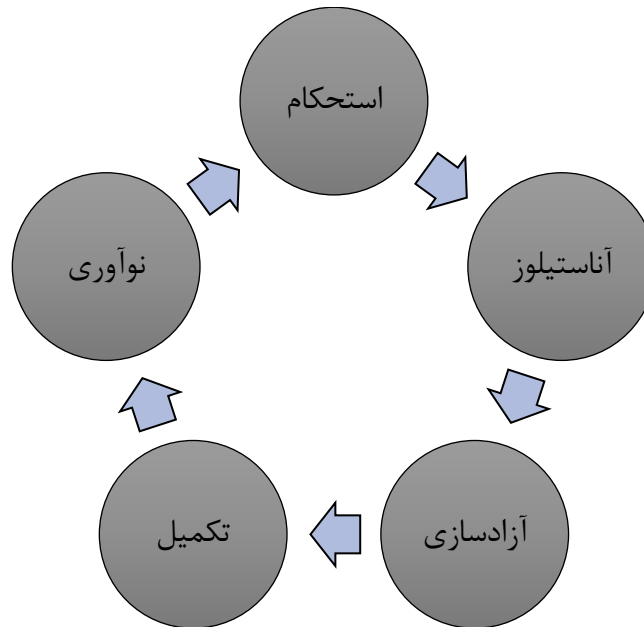 استحکام
آناستیلوز
آزادسازی
تکمیل
نوآوری